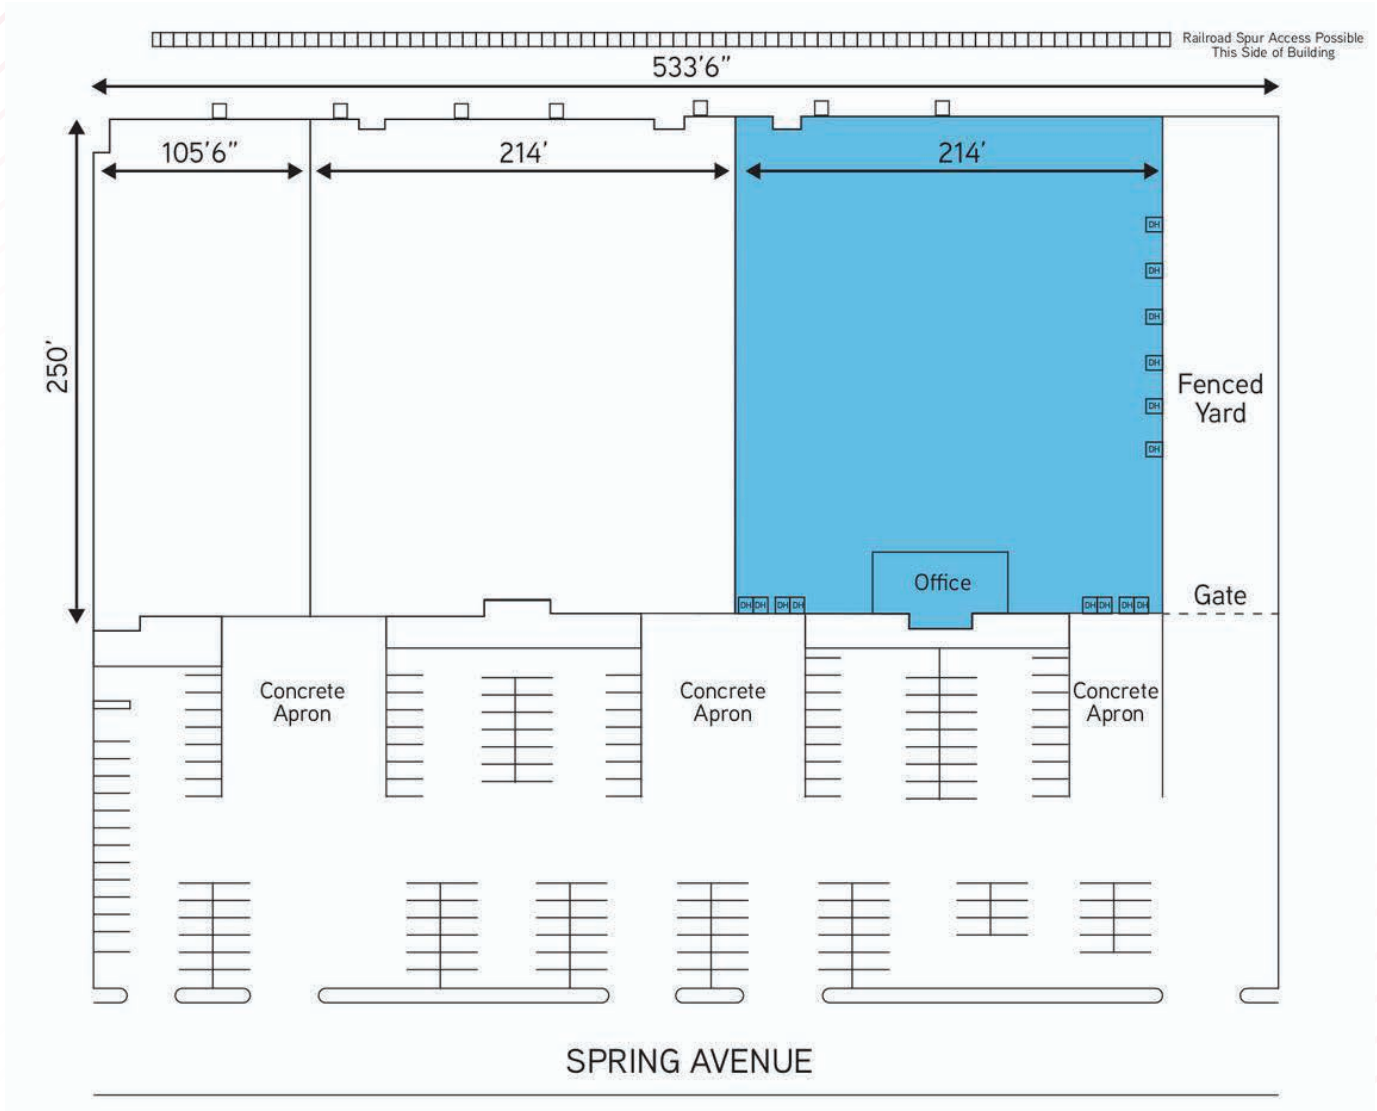 Railroad Spur Access Possible
This Side of Building
533'6"
105'6"
214'
214'
250'
DH
DH
DH
DH
DH
DH
Fenced
Yard
Office
Gate
DH DH DH DH
DH DH DH DH
Concrete
Apron
Concrete
Apron
Concrete
Apron
SPRING AVENUE